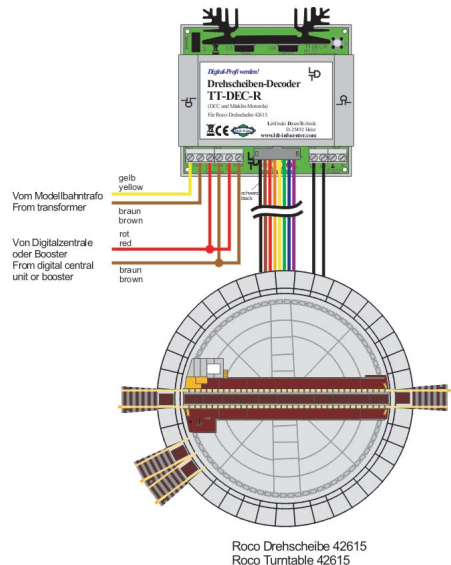 Digital-Profi werden!
Drehscheiben-Decoder
TT-DEC-R
(DCC und Märklin-Motorola)
Für Roco-Drehscheibe 42615
Littfinski DatenTechnik
D-25492 Heist
www.ldt-infocenter.com
gelb
yellow
Vom Modellbahntrafo
From transformer
braun
brown
schwarz
black
rot
red
Von Digitalzentrale
oder Booster
From digital central
unit or booster
braun
brown
Roco Drehscheibe 42615
Roco Turntable 42615